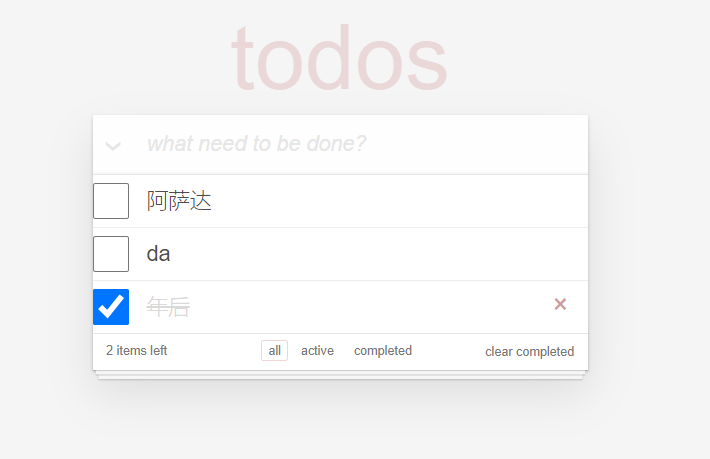 todos
what need to be done?
阿萨达
da
年后
2 items left all active completed clear completed